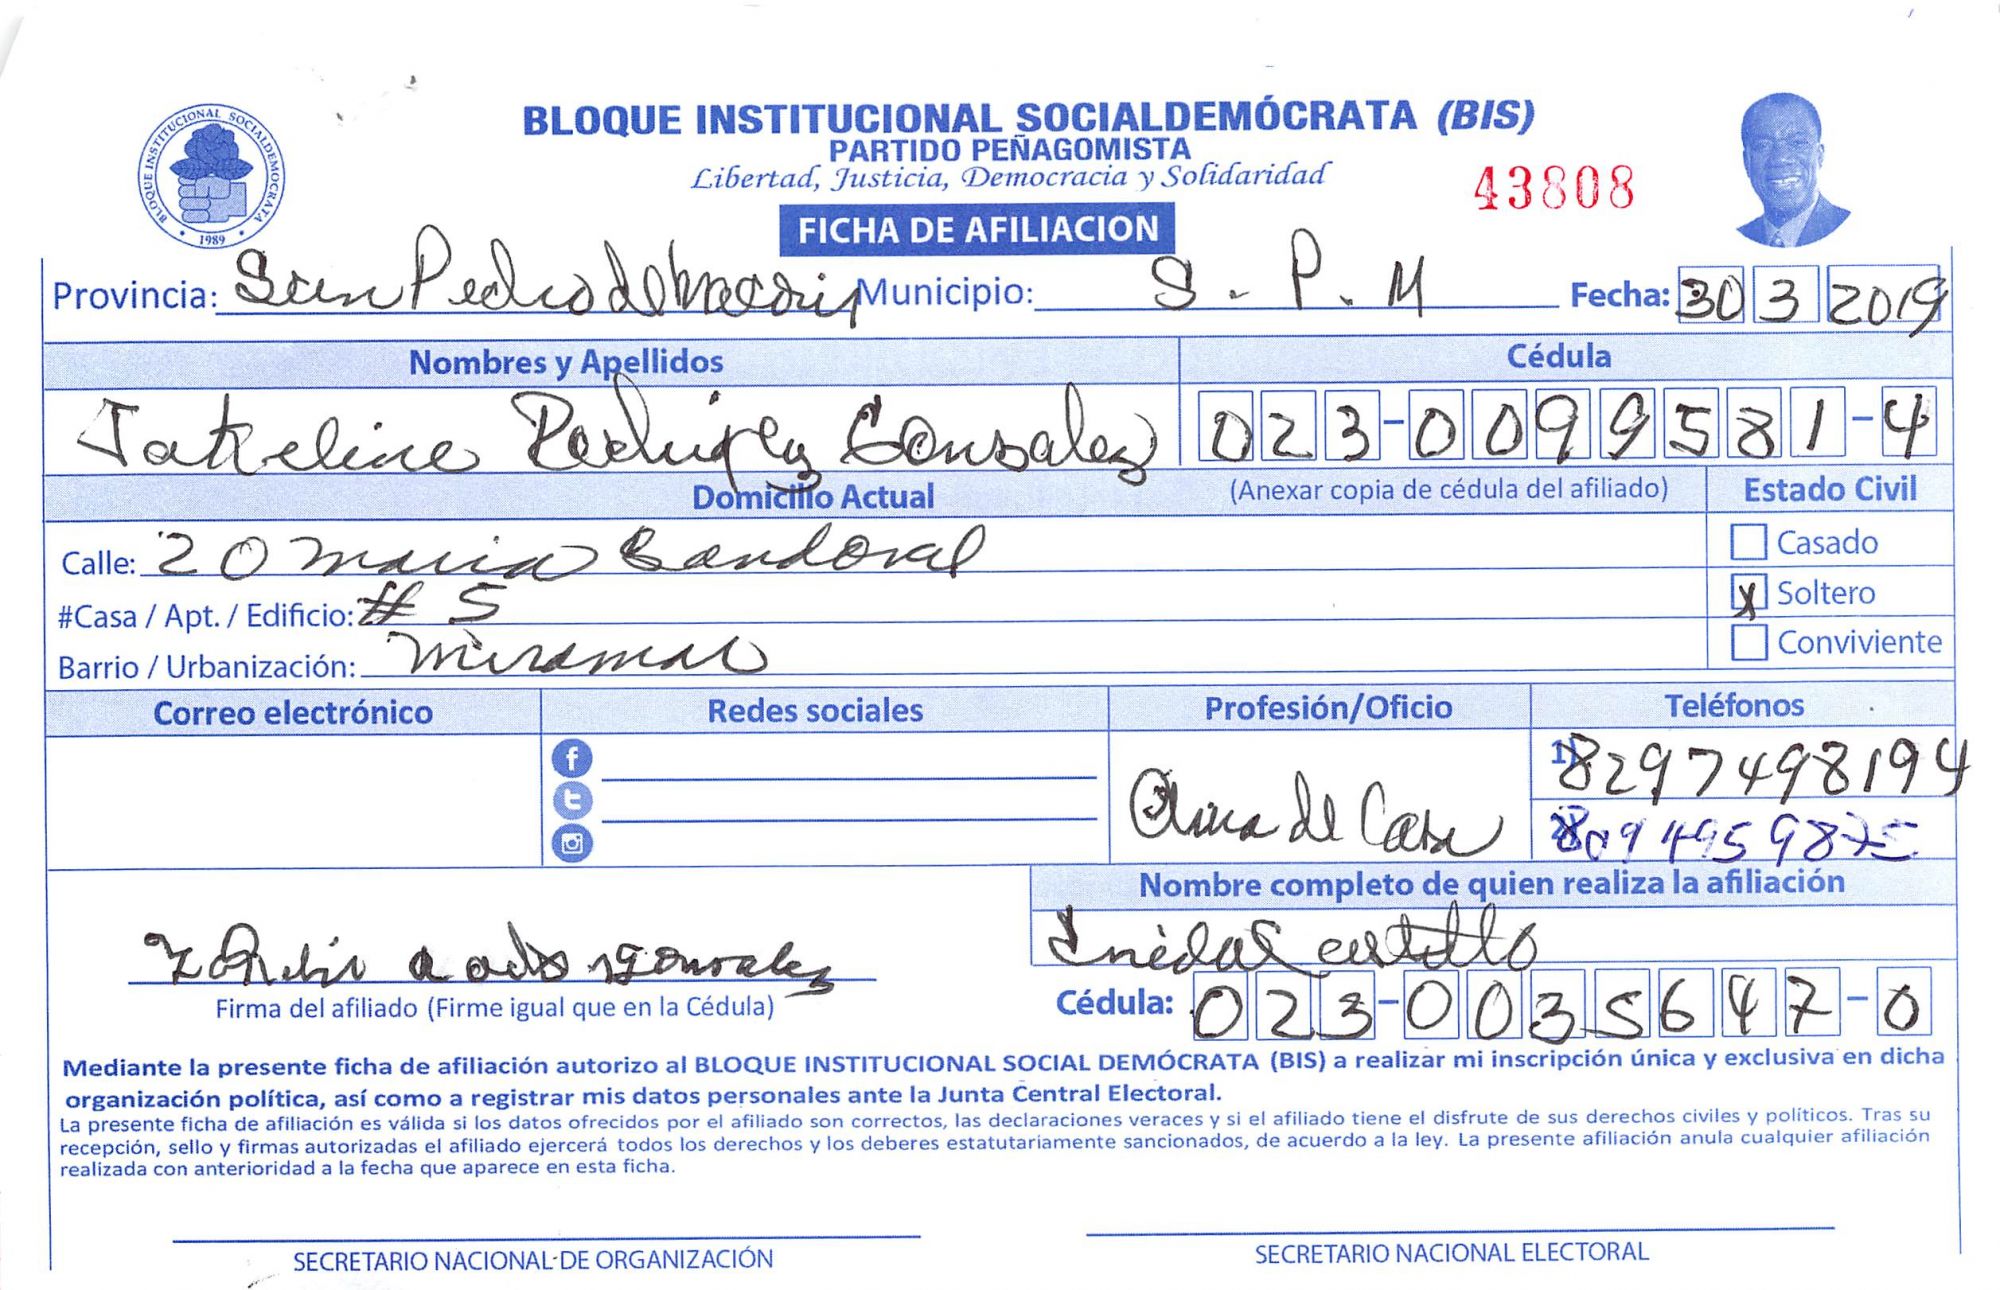 BLOQUE INSTITUCIONAL SOCIALDEMÓCRATA (BIS)
PARTIDO PEÑAGOMISTA
Libertad, Justicia, Democracia y Solidaridad
BLOQUE INSTITUCIONAL SOCIALDEMOCRATA
1989
43808
FICHA DE AFILIACION
Provincia: San Pedro de Macoris Municipio: S. P. M Fecha: 30 3 2019
Nombres y Apellidos Cédula
Jakeline Rodriguez Gonsalez 023-0099581-4
Domicilio Actual (Anexar copia de cédula del afiliado) Estado Civil
Calle: 20 Maria Sandoval
Casado
#Casa / Apt. / Edificio: # 5
X Soltero
Barrio / Urbanización: Miramar
Conviviente
Correo electrónico Redes sociales Profesión/Oficio Teléfonos
Ama de Casa
1) 8297498194
2) 8094959875
Nombre completo de quien realiza la afiliación
castillo
Gonzalez
Firma del afiliado (Firme igual que en la Cédula)
Cédula: 023-0035647-0
Mediante la presente ficha de afiliación autorizo al BLOQUE INSTITUCIONAL SOCIAL DEMÓCRATA (BIS) a realizar mi inscripción única y exclusiva en dicha
organización política, así como a registrar mis datos personales ante la Junta Central Electoral.
La presente ficha de afiliación es válida si los datos ofrecidos por el afiliado son correctos, las declaraciones veraces y si el afiliado tiene el disfrute de sus derechos civiles y políticos. Tras su
recepción, sello y firmas autorizadas el afiliado ejercerá todos los derechos y los deberes estatutariamente sancionados, de acuerdo a la ley. La presente afiliación anula cualquier afiliación
realizada con anterioridad a la fecha que aparece en esta ficha.
SECRETARIO NACIONAL DE ORGANIZACIÓN
SECRETARIO NACIONAL ELECTORAL